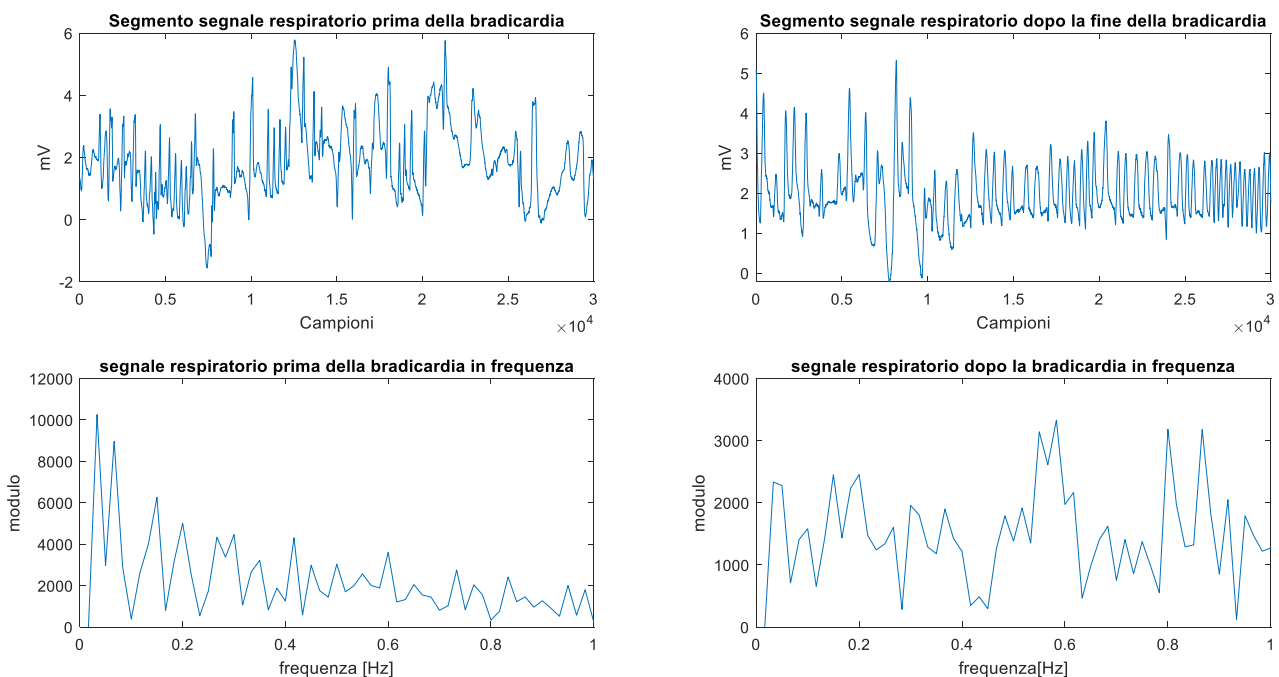 Segmento segnale respiratorio prima della bradicardia
6
4
2
0
-2
mV
0 0.5 1 1.5 2 2.5 3
Campioni
×10^4
Segmento segnale respiratorio dopo la fine della bradicardia
6
5
4
3
2
1
0
mV
0 0.5 1 1.5 2 2.5 3
Campioni
×10^4
segnale respiratorio prima della bradicardia in frequenza
12000
10000
8000
6000
4000
2000
0
modulo
0 0.2 0.4 0.6 0.8 1
frequenza [Hz]
segnale respiratorio dopo la bradicardia in frequenza
4000
3000
2000
1000
0
modulo
0 0.2 0.4 0.6 0.8 1
frequenza[Hz]